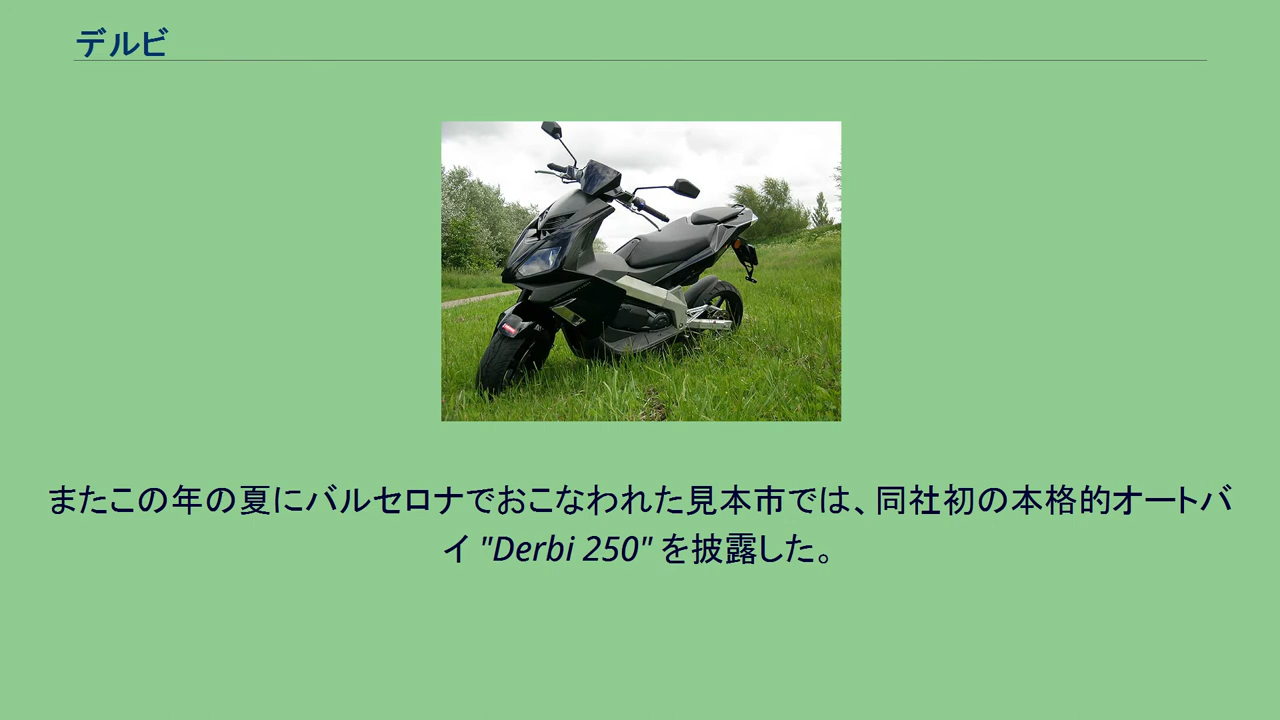 デルビ
またこの年の夏にバルセロナでおこなわれた見本市では、同社初の本格的オートバ
イ "Derbi 250" を披露した。